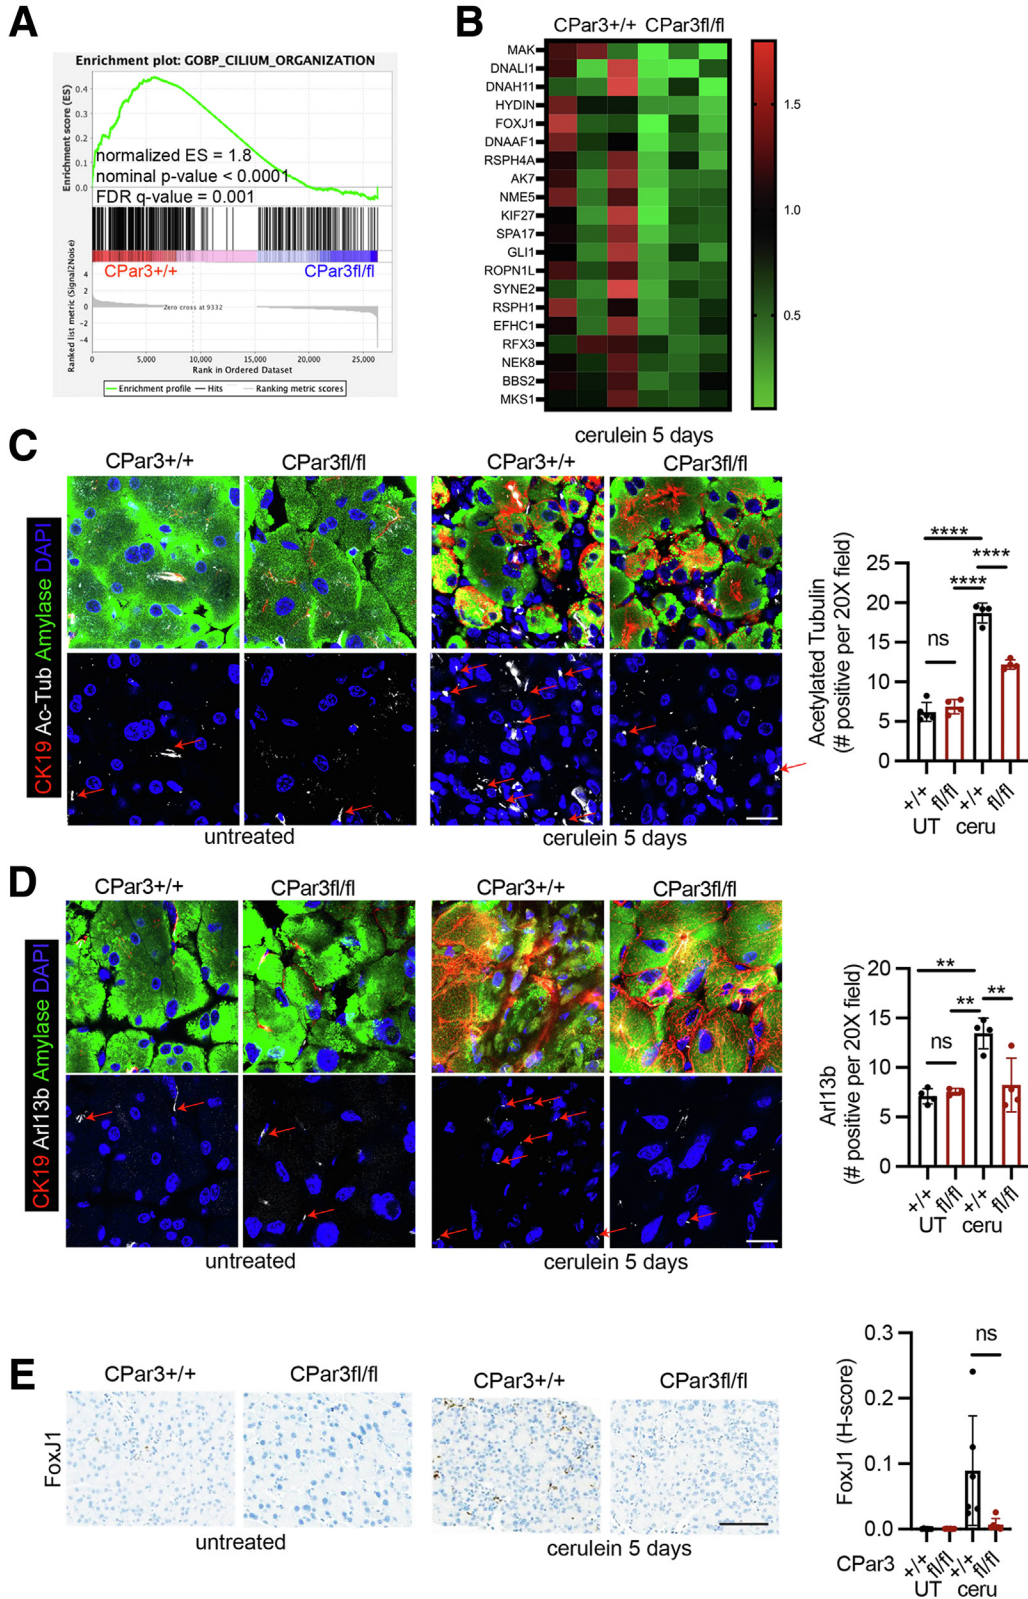 A
Enrichment plot: GOBP_CILIUM_ORGANIZATION
Enrichment score (ES)
0.4
0.3
0.2
0.1
0.0
normalized ES = 1.8
nominal p-value < 0.0001
FDR q-value = 0.001
CPar3+/+
CPar3fl/fl
Ranked list metric (Signal2Noise)
4
2
0
-2
-4
Zero cross at 9332
0
5,000
10,000
15,000
20,000
25,000
Rank in Ordered Dataset
Enrichment profile
Hits
Ranking metric scores
B
CPar3+/+ CPar3fl/fl
MAK
DNALI1
DNAH11
HYDIN
FOXJ1
DNAAF1
RSPH4A
AK7
NME5
KIF27
SPA17
GLI1
ROPN1L
SYNE2
RSPH1
EFHC1
RFX3
NEK8
BBS2
MKS1
1.5
1.0
0.5
cerulein 5 days
C
CPar3+/+
CPar3fl/fl
CPar3+/+
CPar3fl/fl
CK19 Ac-Tub Amylase DAPI
untreated
cerulein 5 days
Acetylated Tubulin
(# positive per 20X field)
25
20
15
10
5
0
****
****
****
ns
+/+
fl/fl
+/+
fl/fl
UT
ceru
D
CPar3+/+
CPar3fl/fl
CPar3+/+
CPar3fl/fl
CK19 Arl13b Amylase DAPI
untreated
cerulein 5 days
Arl13b
(# positive per 20X field)
20
15
10
5
0
**
**
**
ns
+/+
fl/fl
+/+
fl/fl
UT
ceru
E
CPar3+/+
CPar3fl/fl
CPar3+/+
CPar3fl/fl
FoxJ1
untreated
cerulein 5 days
FoxJ1 (H-score)
0.3
0.2
0.1
0.0
ns
CPar3
+/+
fl/fl
+/+
fl/fl
UT
ceru